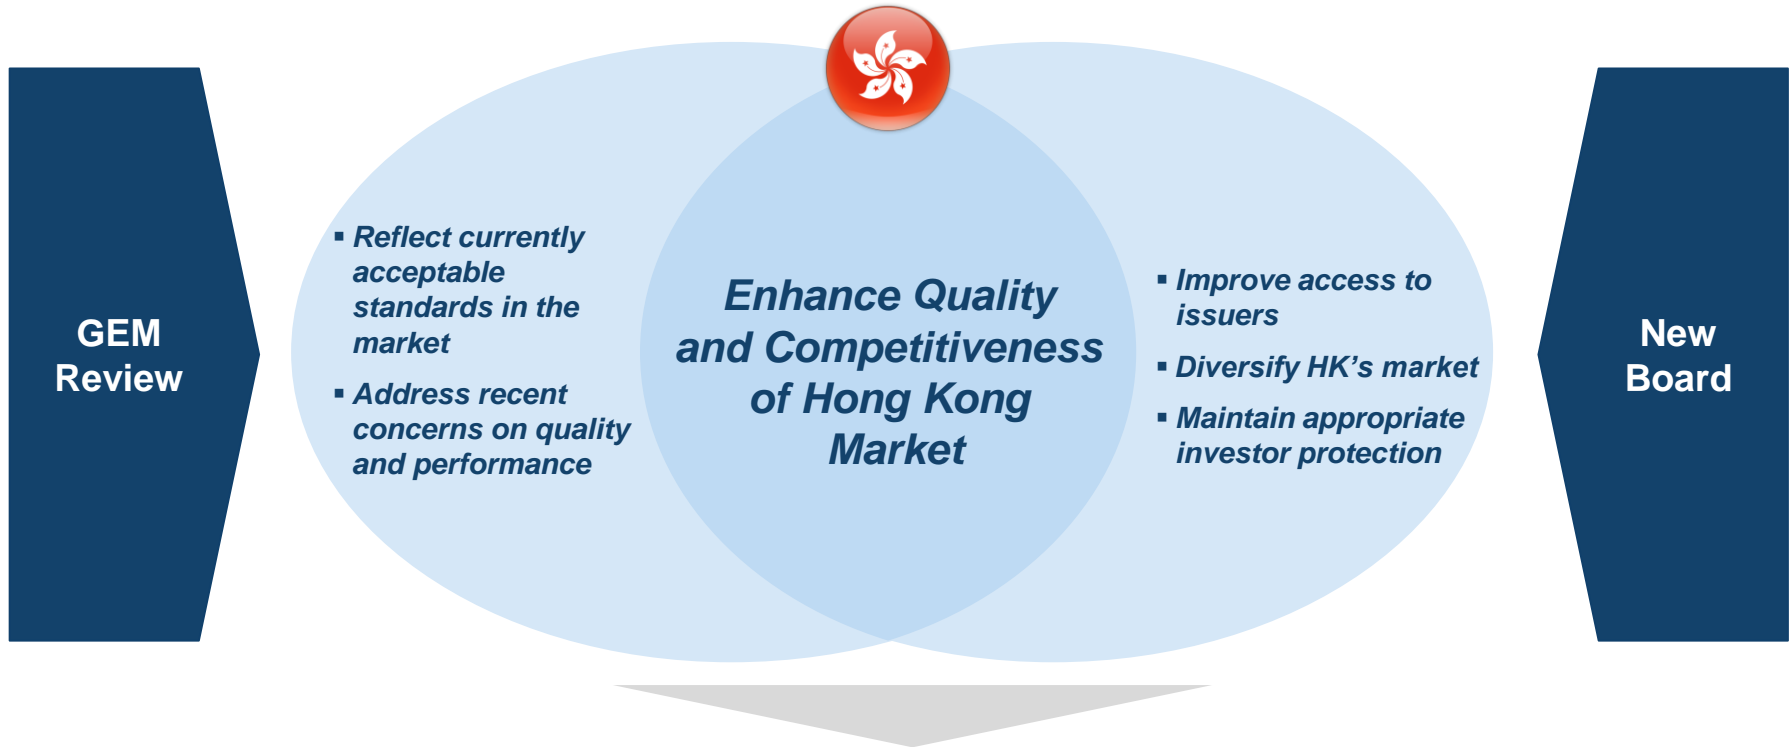 GEM
Review
▪ Reflect currently
acceptable
standards in the
market
▪ Address recent
concerns on quality
and performance
Enhance Quality
and Competitiveness
of Hong Kong
Market
▪ Improve access to
issuers
▪ Diversify HK’s market
▪ Maintain appropriate
investor protection
New
Board